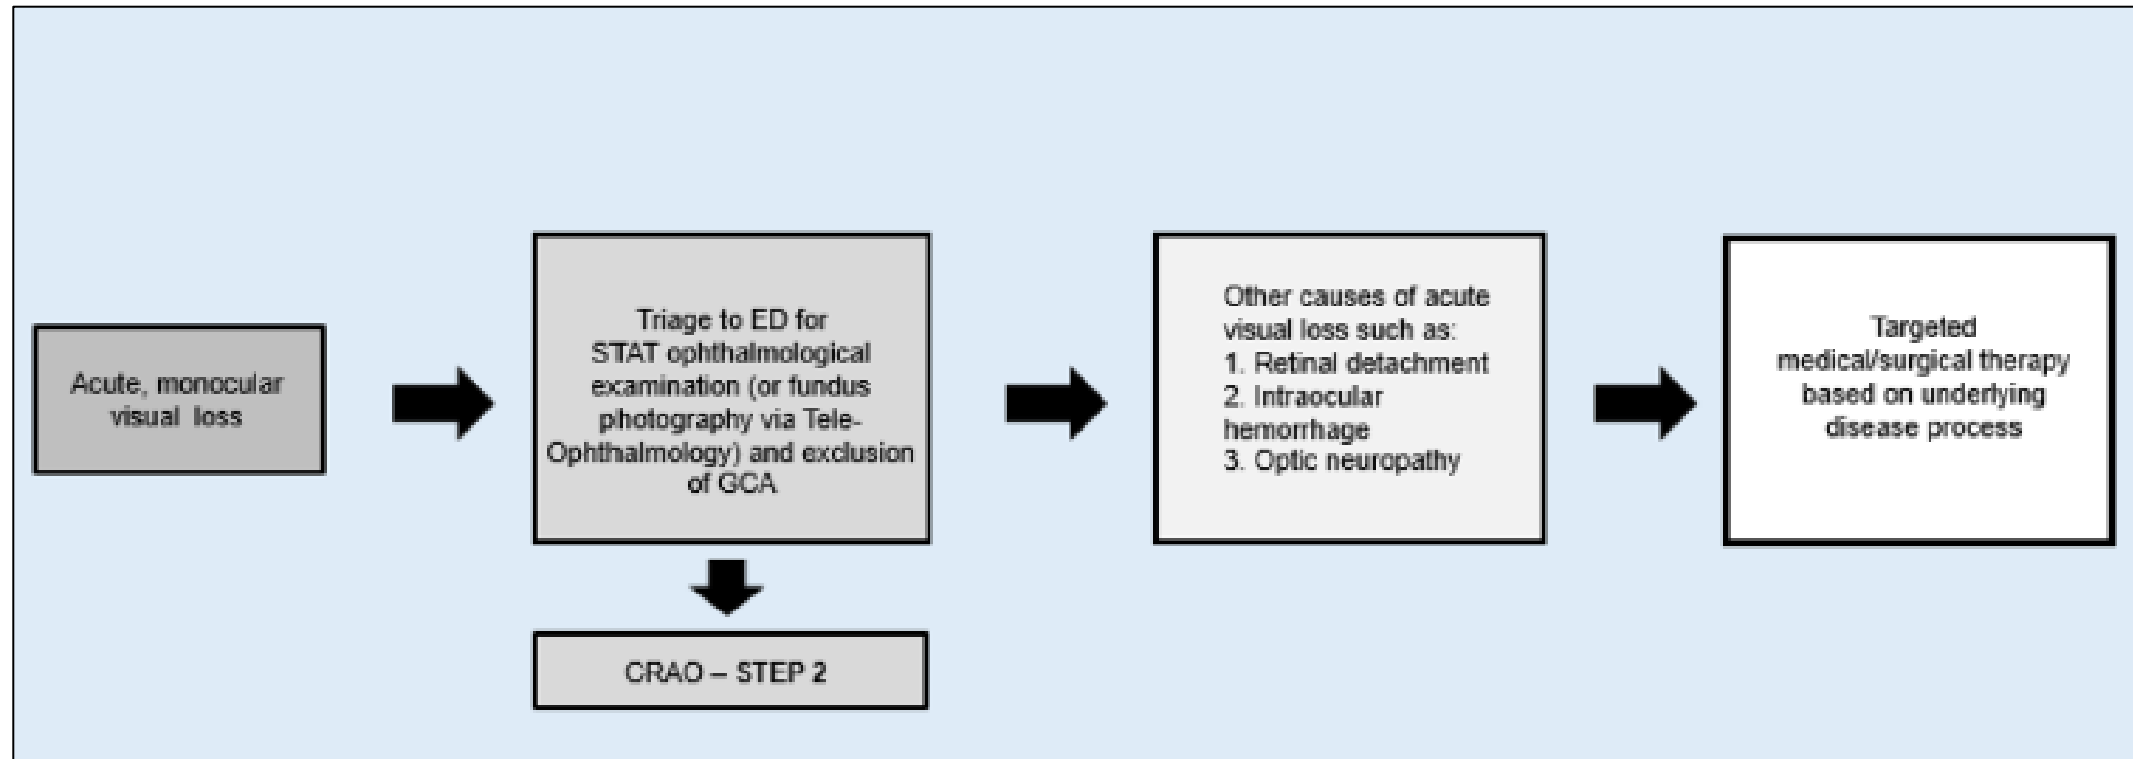 Acute, monocular
visual loss
Triage to ED for
STAT ophthalmological
examination (or fundus
photography via Tele-
Ophthalmology) and exclusion
of GCA
Other causes of acute
visual loss such as:
1. Retinal detachment
2. Intraocular
hemorrhage
3. Optic neuropathy
Targeted
medical/surgical therapy
based on underlying
disease process
CRAO – STEP 2